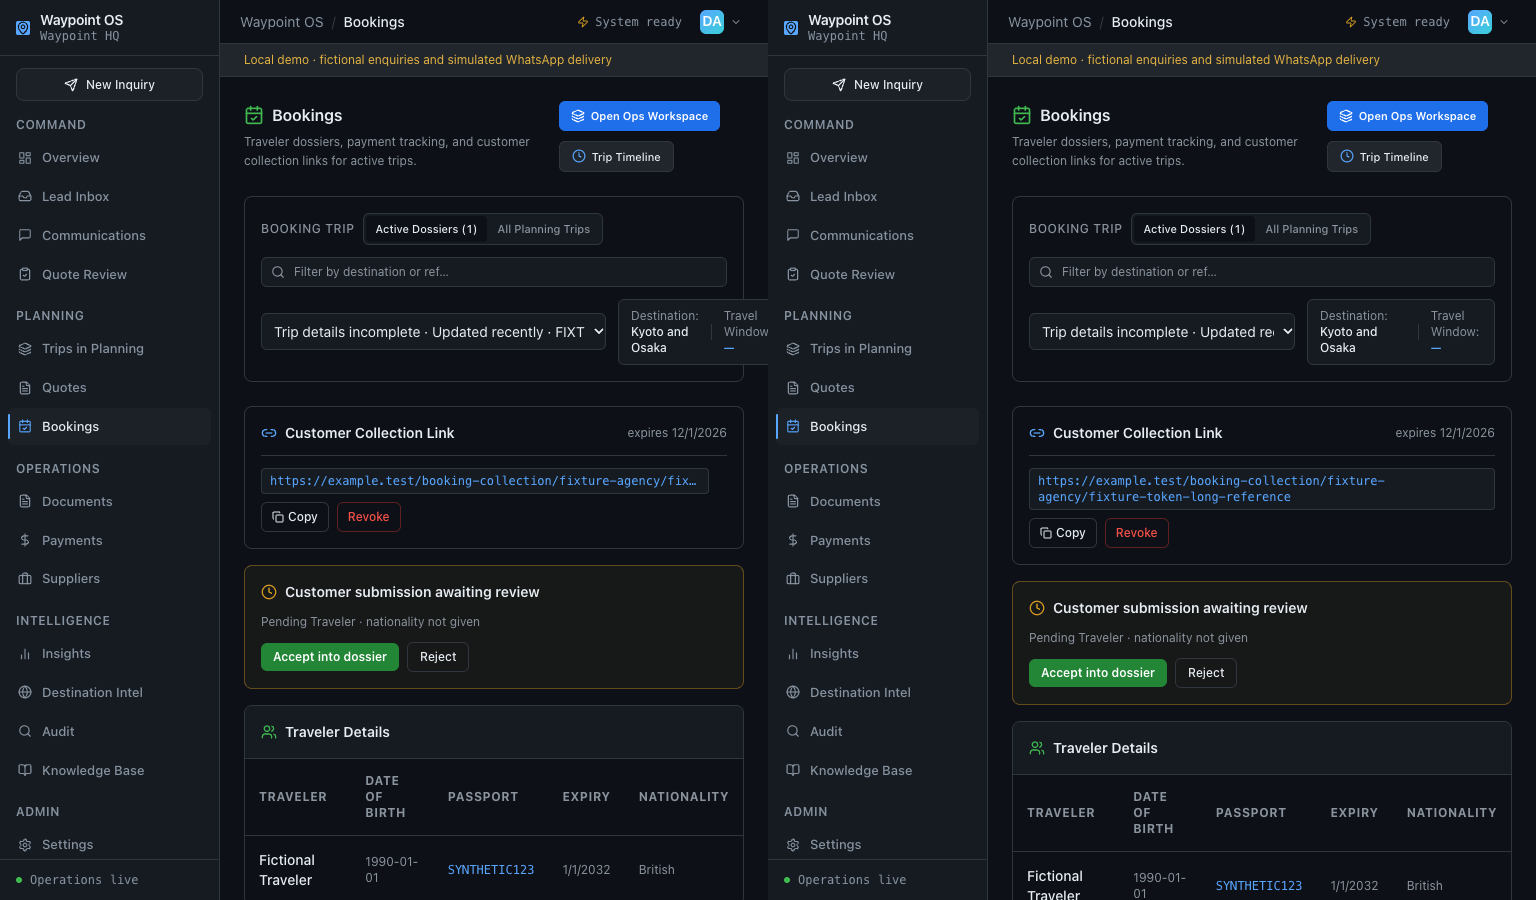 Waypoint OS
Waypoint HQ
New Inquiry
COMMAND
Overview
Lead Inbox
Communications
Quote Review
PLANNING
Trips in Planning
Quotes
Bookings
OPERATIONS
Documents
Payments
Suppliers
INTELLIGENCE
Insights
Destination Intel
Audit
Knowledge Base
ADMIN
Settings
Operations live
Waypoint OS / Bookings
System ready
DA
Local demo · fictional enquiries and simulated WhatsApp delivery
Bookings
Traveler dossiers, payment tracking, and customer
collection links for active trips.
Open Ops Workspace
Trip Timeline
BOOKING TRIP
Active Dossiers (1)
All Planning Trips
Filter by destination or ref...
Trip details incomplete · Updated recently · FIXT
Destination:
Kyoto and
Osaka
Travel
Window
—
Customer Collection Link
expires 12/1/2026
https://example.test/booking-collection/fixture-agency/fix…
Copy
Revoke
Customer submission awaiting review
Pending Traveler · nationality not given
Accept into dossier
Reject
Traveler Details
TRAVELER
DATE
OF
BIRTH
PASSPORT
EXPIRY
NATIONALITY
Fictional
Traveler
1990-01-
01
SYNTHETIC123
1/1/2032
British
Waypoint OS
Waypoint HQ
New Inquiry
COMMAND
Overview
Lead Inbox
Communications
Quote Review
PLANNING
Trips in Planning
Quotes
Bookings
OPERATIONS
Documents
Payments
Suppliers
INTELLIGENCE
Insights
Destination Intel
Audit
Knowledge Base
ADMIN
Settings
Operations live
Waypoint OS / Bookings
System ready
DA
Local demo · fictional enquiries and simulated WhatsApp delivery
Bookings
Traveler dossiers, payment tracking, and customer
collection links for active trips.
Open Ops Workspace
Trip Timeline
BOOKING TRIP
Active Dossiers (1)
All Planning Trips
Filter by destination or ref...
Trip details incomplete · Updated re
Destination:
Kyoto and
Osaka
Travel
Window:
—
Customer Collection Link
expires 12/1/2026
https://example.test/booking-collection/fixture-
agency/fixture-token-long-reference
Copy
Revoke
Customer submission awaiting review
Pending Traveler · nationality not given
Accept into dossier
Reject
Traveler Details
TRAVELER
DATE
OF
BIRTH
PASSPORT
EXPIRY
NATIONALITY
Fictional
Traveler
1990-01-
01
SYNTHETIC123
1/1/2032
British